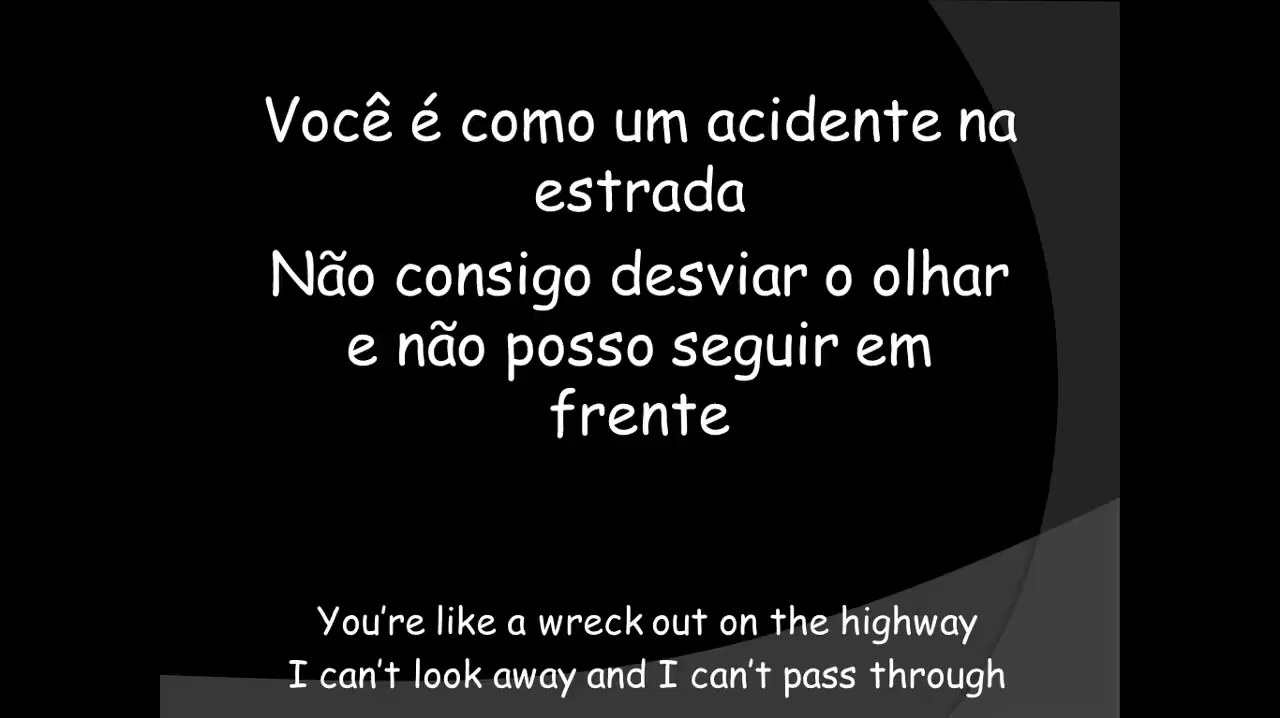 Você é como um acidente na
estrada
Não consigo desviar o olhar
e não posso seguir em
frente
You’re like a wreck out on the highway
I can’t look away and I can’t pass through